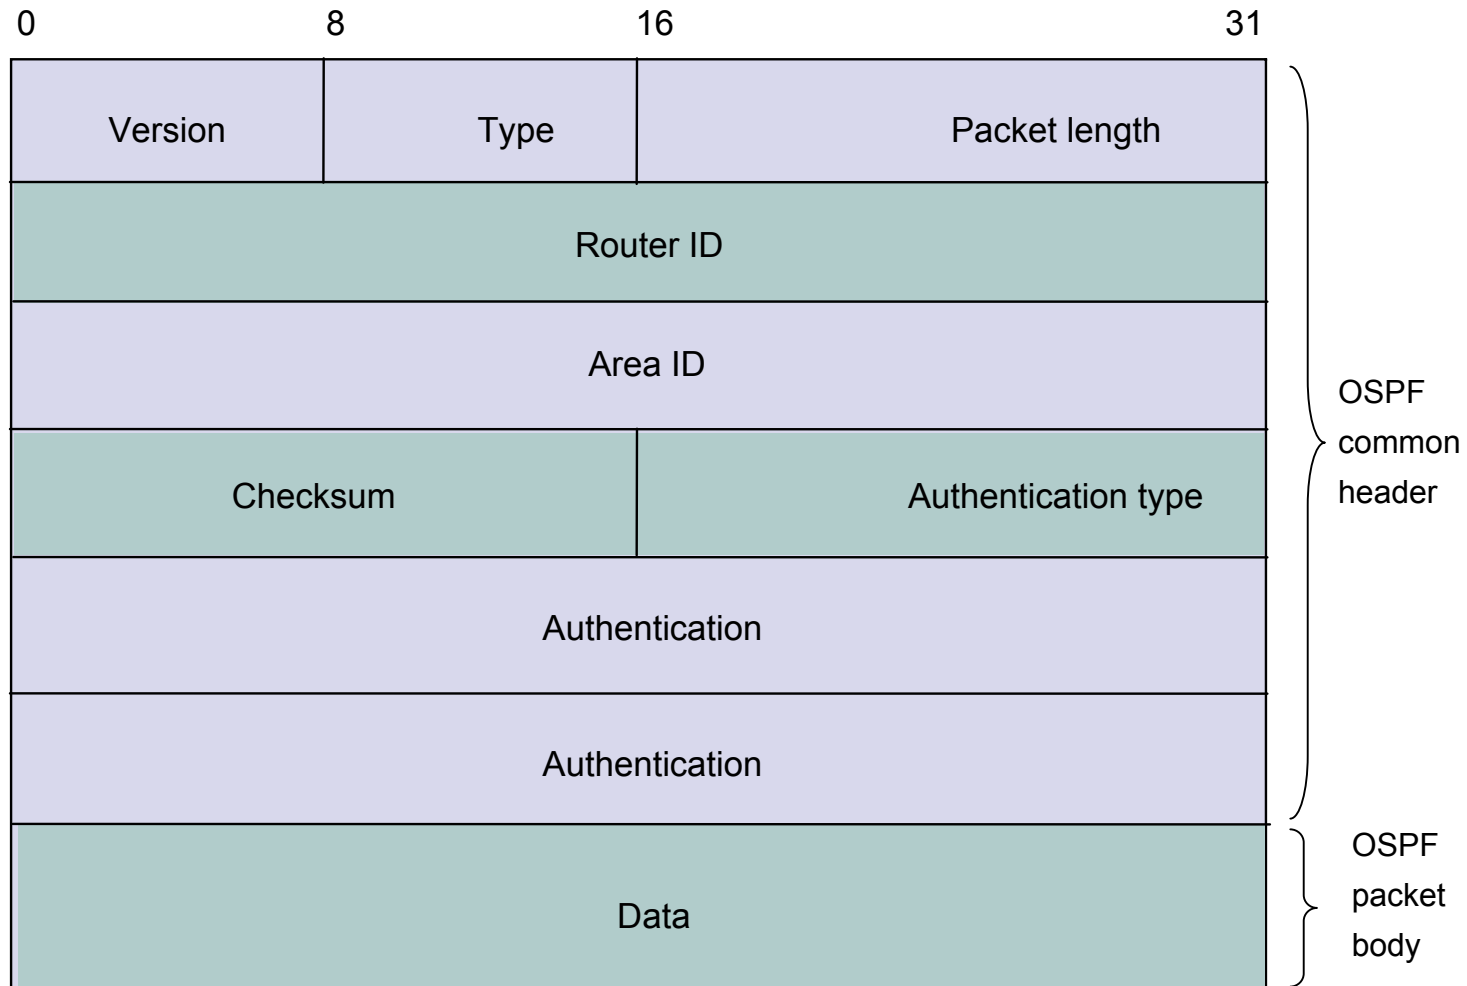 0 8 16 31
Version Type Packet length
Router ID
Area ID
Checksum Authentication type
Authentication
Authentication
Data
OSPF
common
header
OSPF
packet
body